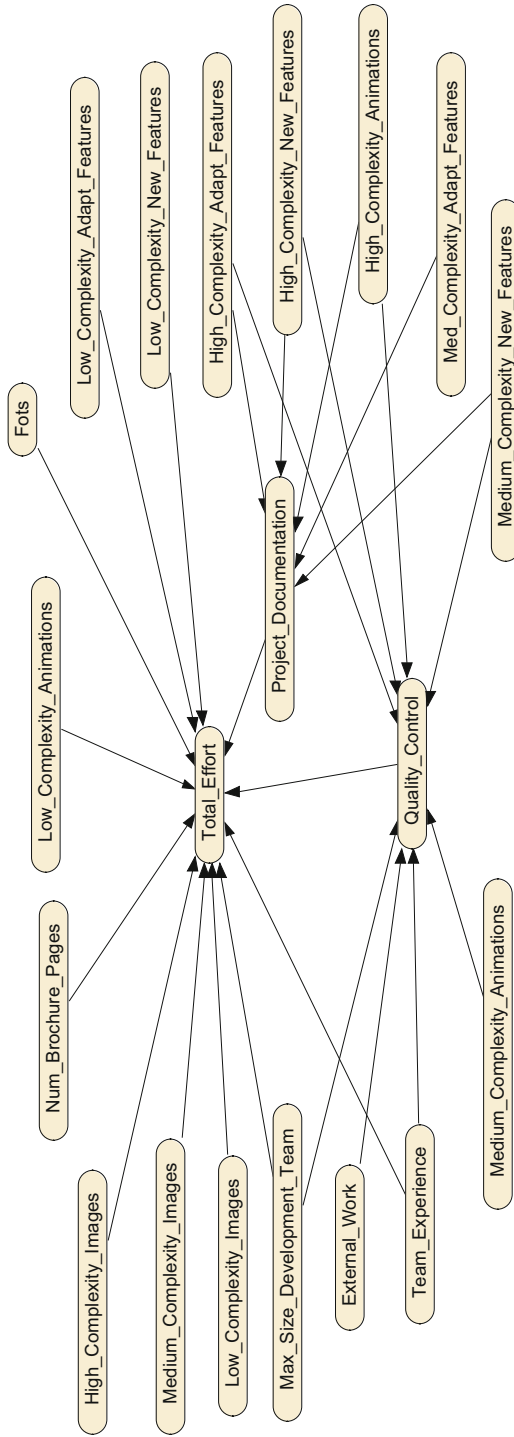 Fots
Low_Complexity_Animations
Num_Brochure_Pages
High_Complexity_Images
Medium_Complexity_Images
Low_Complexity_Images
Max_Size_Development_Team
External_Work
Team_Experience
Medium_Complexity_Animations
Total_Effort
Quality_Control
Project_Documentation
Low_Complexity_Adapt_Features
Low_Complexity_New_Features
High_Complexity_Adapt_Features
High_Complexity_New_Features
High_Complexity_Animations
Med_Complexity_Adapt_Features
Medium_Complexity_New_Features